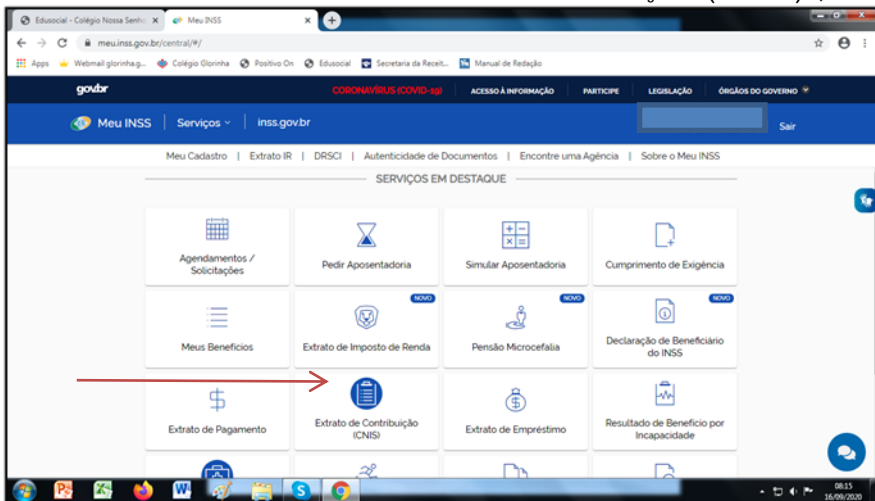 Edusocial - Colégio Nossa Senho
Meu INSS
meu.inss.gov.br/central/#/
Apps
Webmail glorinha.g...
Colégio Glorinha
Positivo On
Edusocial
Secretaria da Receit...
Manual de Redação
govbr
CORONAVÍRUS (COVID-19)
ACESSO À INFORMAÇÃO
PARTICIPE
LEGISLAÇÃO
ÓRGÃOS DO GOVERNO
Meu INSS
Serviços
inss.gov.br
Sair
Meu Cadastro | Extrato IR | DRSCI | Autenticidade de Documentos | Encontre uma Agência | Sobre o Meu INSS
SERVIÇOS EM DESTAQUE
Agendamentos /
Solicitações
Pedir Aposentadoria
Simular Aposentadoria
Cumprimento de Exigência
NOVO
NOVO
NOVO
Meus Benefícios
Extrato de Imposto de Renda
Pensão Microcefalia
Declaração de Beneficiário
do INSS
Extrato de Pagamento
Extrato de Contribuição
(CNIS)
Extrato de Empréstimo
Resultado de Benefício por
Incapacidade
08:15
16/09/2020